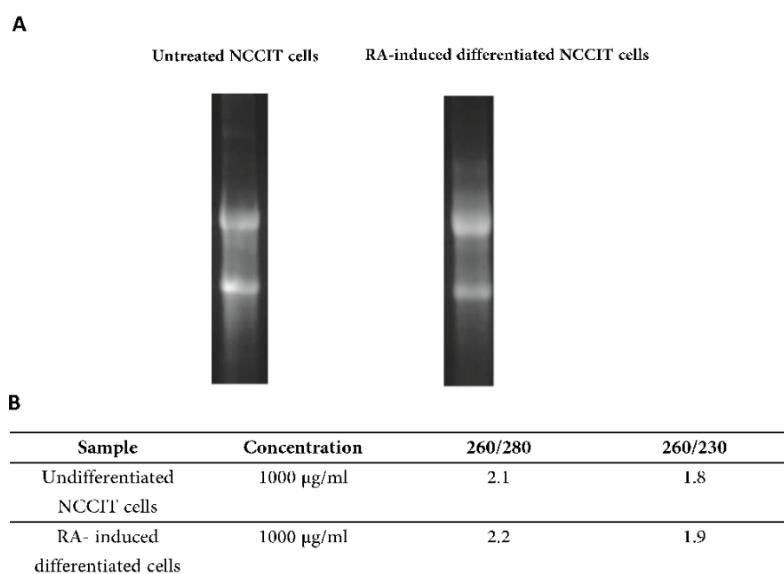 A
Untreated NCCIT cells RA-induced differentiated NCCIT cells
B
Sample Concentration 260/280 260/230
Undifferentiated 1000 µg/ml 2.1 1.8
NCCIT cells
RA- induced 1000 µg/ml 2.2 1.9
differentiated cells